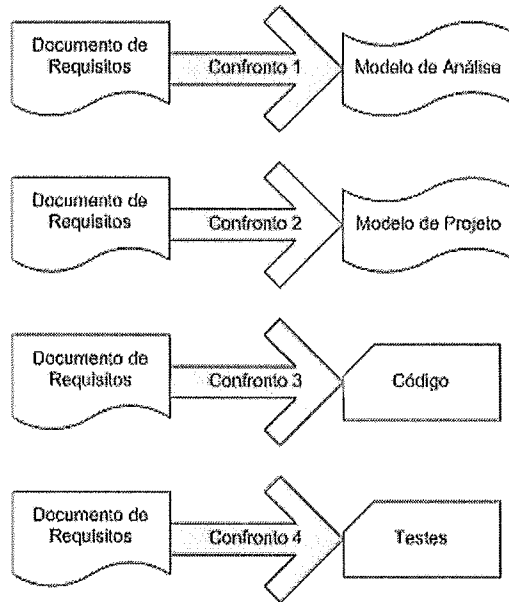 Documento de
Requisitos
Confronto 1
Modelo de Análise
Documento de
Requisitos
Confronto 2
Modelo de Projeto
Documento de
Requisitos
Confronto 3
Código
Documento de
Requisitos
Confronto 4
Testes